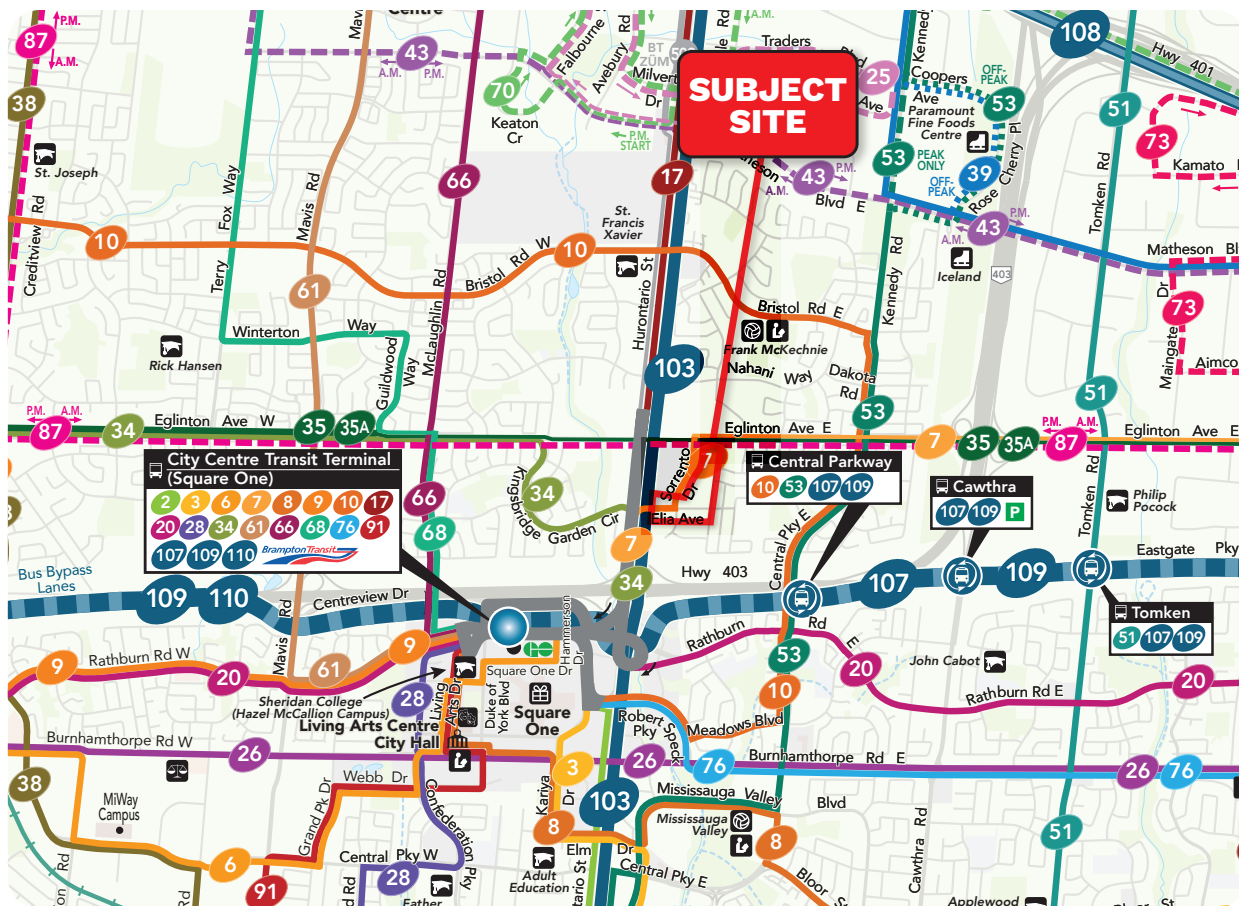 Centre
P.M.
87
A.M.
38
St. Joseph
Creditview Rd
10
Fox Way
Terry
Mavis Rd
61
43
A.M. P.M.
70
Keaton
Cr
Falbourne
Avebury Rd
BT
ZÜM
Dr
P.M.
START
A.M.
Traders
SUBJECT
SITE
25
Ave
Kennedy
Coopers
Ave
OFF-
PEAK
53
Paramount
Fine Foods
Centre
53
PEAK
ONLY
OFF-
PEAK
39
Rose Cherry Pl
108
Hwy 401
51
73
Kamato
Tomken Rd
66
17
St.
Francis
Xavier
43
A.M.
P.M.
Blvd E
43
P.M.
A.M.
Iceland
403
Matheson
73
Maingate Dr
Aimco
Bristol Rd W
10
Hurontario St
Bristol Rd E
Kennedy Rd
Frank McKechnie
Nahani Way
Dakota
Rd
53
103
Winterton Way
Guildwood
Way
McLaughlin Rd
Rick Hansen
51
P.M. A.M.
87
34
Eglinton Ave W
35
35A
Eglinton Ave E
7
35
35A
P.M. A.M.
87
Eglinton Ave E
City Centre Transit Terminal
(Square One)
2 3 6 7 8 9 10 17
20 28 34 61 66 68 76 91
107 109 110 BramptonTransit
66
68
Kingsbridge
34
Garden Cir
Sorrento
Dr
Elia Ave
7
34
Central Parkway
10 53 107 109
Cawthra
107 109 P
Tomken Rd
Philip
Pocock
Central Pky E
Hwy 403
107
109
Eastgate
Tomken
51 107 109
Bus Bypass
Lanes
109
110
Centreview Dr
Mavis Rd
Hammerson
Dr
Square One Dr
9
Rathburn Rd W
20
61
9
Sheridan College
(Hazel McCallion Campus)
28
Living
Arts Dr
Duke of
York Blvd
Square
One
Living Arts Centre
City Hall
Rathburn
Rd
E
53
20
10
John Cabot
Rathburn Rd E
20
Robert Speck
Pky
Meadows Blvd
Burnhamthorpe Rd W
26
3
26
76
Burnhamthorpe Rd E
26
76
38
MiWay
Campus
Webb Dr
Grand Pk Dr
Confederation
Pky
Kariya
Dr
103
Mississauga Valley
Blvd
Mississauga
Valley
8
8
Elm
Dr
Central Pky W
28
6
91
Adult
Education
Central Pky E
Bloor
Cawthra Rd
51
Father
Applewood